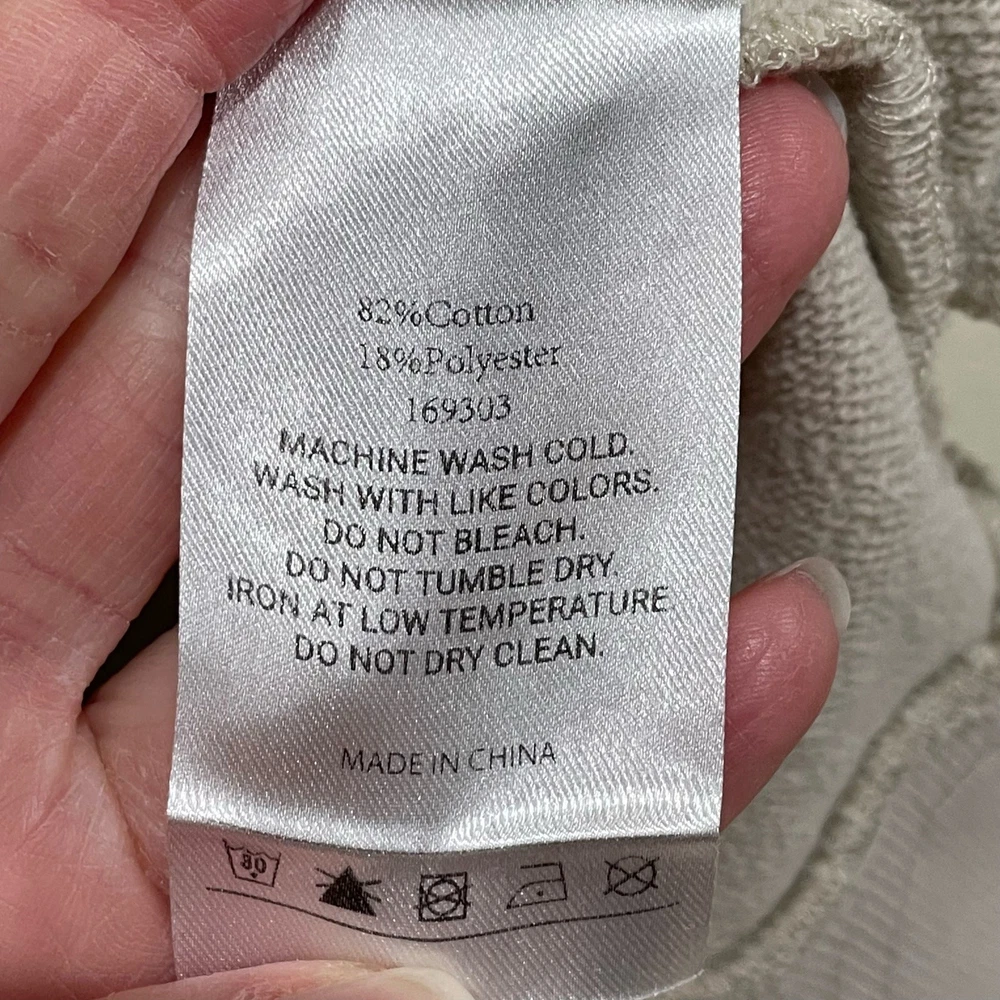 82%Cotton
18%Polyester
169303
MACHINE WASH COLD.
WASH WITH LIKE COLORS.
DO NOT BLEACH.
DO NOT TUMBLE DRY.
IRON AT LOW TEMPERATURE.
DO NOT DRY CLEAN.
MADE IN CHINA
30